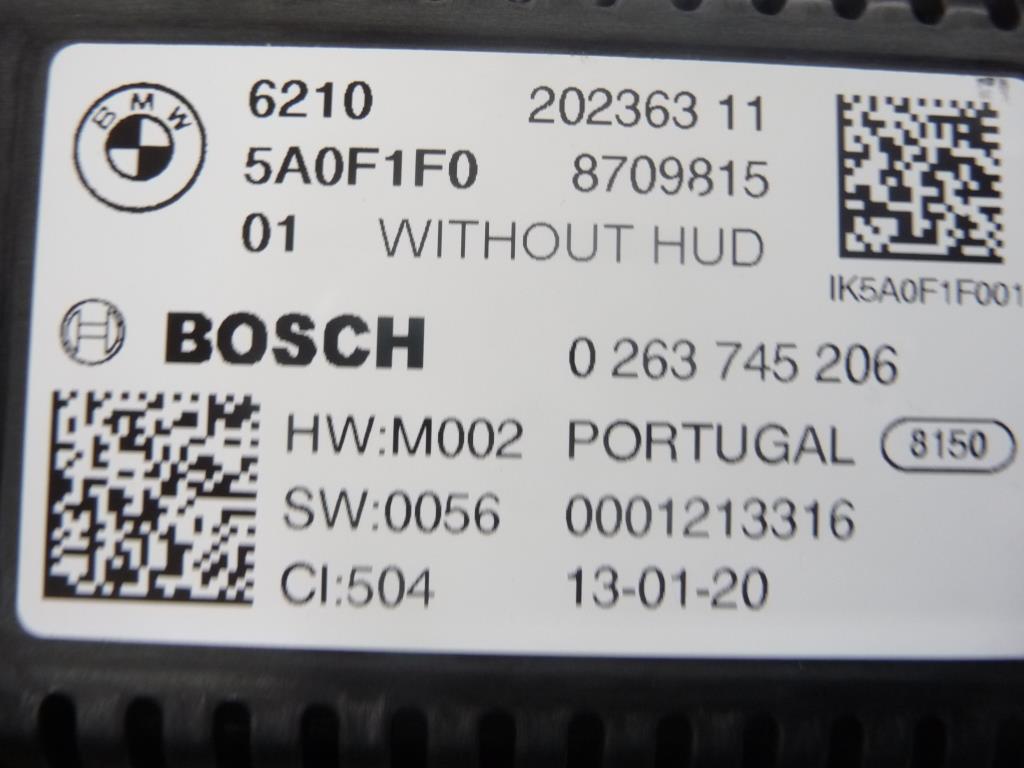 BMW
6210 202363 11
5A0F1F0 8709815
01 WITHOUT HUD
IK5A0F1F001
BOSCH 0 263 745 206
HW:M002 PORTUGAL 8150
SW:0056 0001213316
CI:504 13-01-20